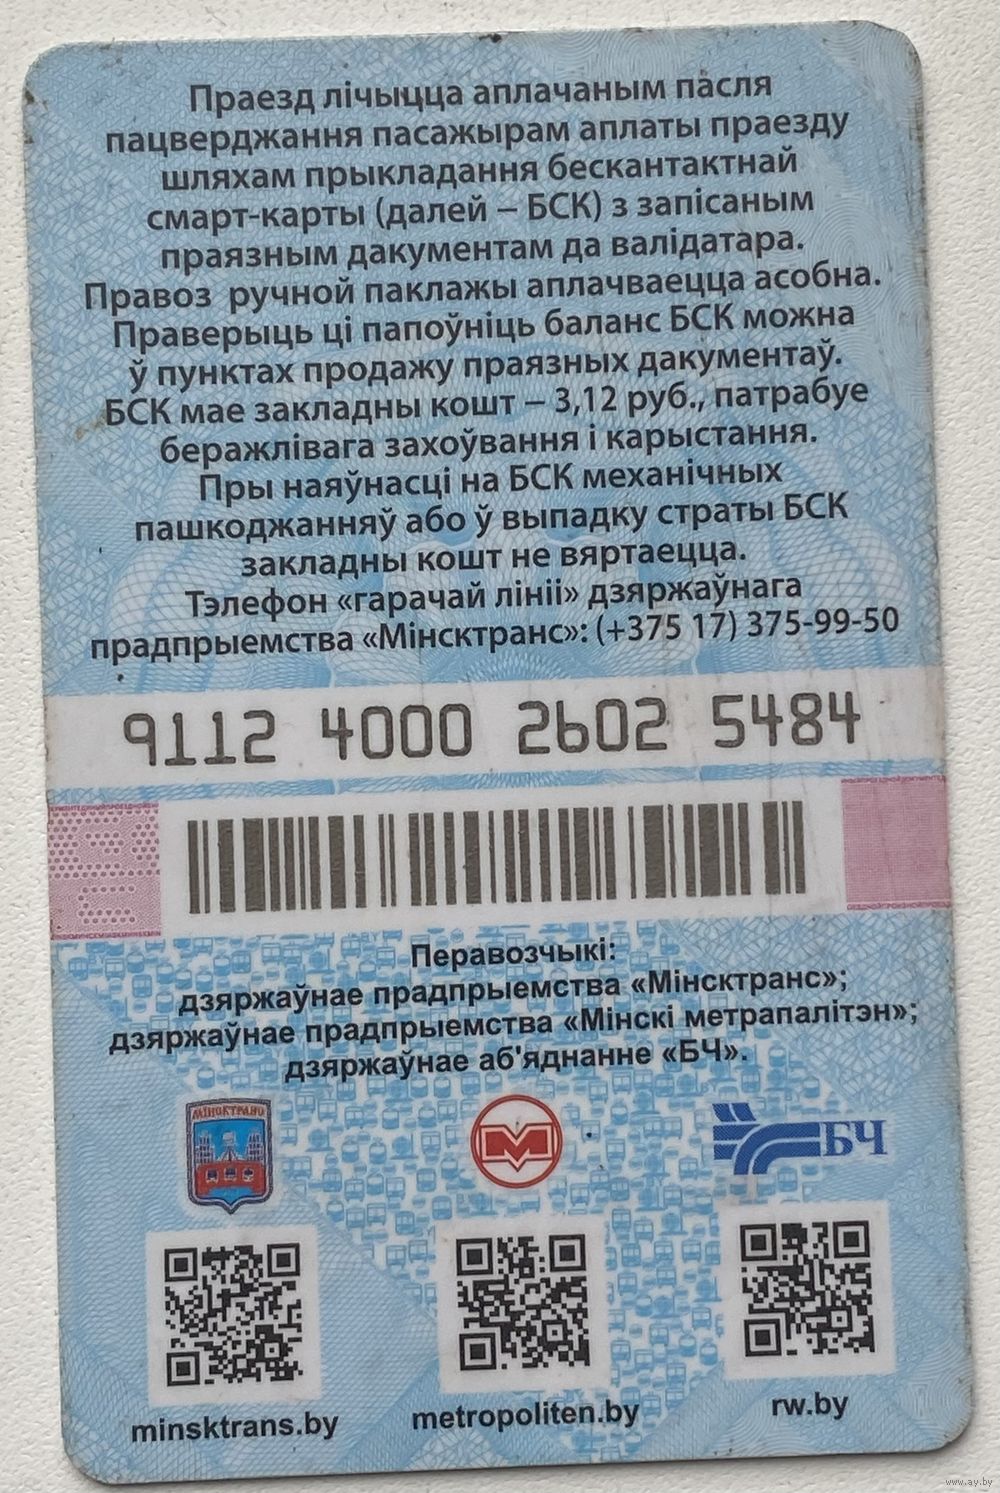 Праезд лічыцца аплачаным пасля
пацверджання пасажырам аплаты праезду
шляхам прыкладання бескантактнай
смарт-карты (далей – БСК) з запісаным
праязным дакументам да валідатара.
Правоз ручной паклажы аплачваецца асобна.
Праверыць ці папоўніць баланс БСК можна
ў пунктах продажу праязных дакументаў.
БСК мае закладны кошт – 3,12 руб., патрабуе
беражлівага захоўвання і карыстання.
Пры наяўнасці на БСК механічных
пашкоджанняў або ў выпадку страты БСК
закладны кошт не вяртаецца.
Тэлефон «гарачай лініі» дзяржаўнага
прадпрыемства «Мінсктранс»: (+375 17) 375-99-50
9112 4000 2602 5484
Перавозчыкі:
дзяржаўнае прадпрыемства «Мінсктранс»;
дзяржаўнае прадпрыемства «Мінскі метрапалітэн»;
дзяржаўнае аб'яднанне «БЧ».
МІНСКТРАНС
М
БЧ
minsktrans.by
metropoliten.by
rw.by
www.ay.by